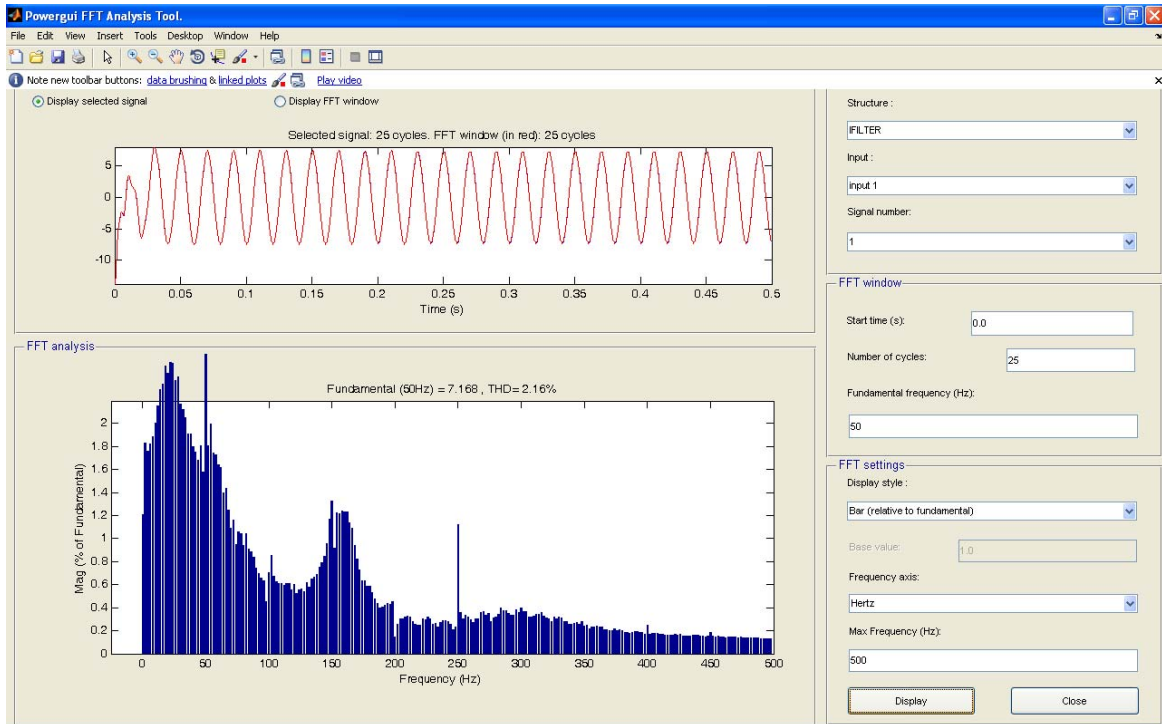 Powergui FFT Analysis Tool.
File Edit View Insert Tools Desktop Window Help
Note new toolbar buttons: data brushing & linked plots Play video
Display selected signal
Display FFT window
Selected signal: 25 cycles. FFT window (in red): 25 cycles
5
0
-5
-10
0 0.05 0.1 0.15 0.2 0.25 0.3 0.35 0.4 0.45 0.5
Time (s)
FFT analysis
Fundamental (50Hz) = 7.168 , THD= 2.16%
Mag (% of Fundamental)
2
1.8
1.6
1.4
1.2
1
0.8
0.6
0.4
0.2
0
0 50 100 150 200 250 300 350 400 450 500
Frequency (Hz)
Structure :
IFILTER
Input :
input 1
Signal number:
1
FFT window
Start time (s): 0.0
Number of cycles: 25
Fundamental frequency (Hz):
50
FFT settings
Display style :
Bar (relative to fundamental)
Base value: 1.0
Frequency axis:
Hertz
Max Frequency (Hz):
500
Display Close